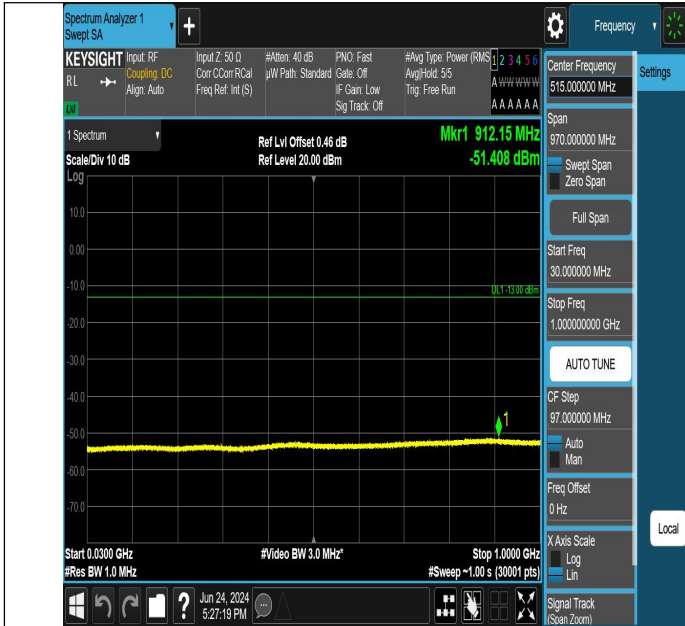 Spectrum Analyzer 1
Swept SA
+
Frequency
KEYSIGHT
RL
Input: RF
Coupling: DC
Align: Auto
Input Z: 50 Ω
Corr CCorr RCal
Freq Ref: Int (S)
#Atten: 40 dB
µW Path: Standard
PNO: Fast
Gate: Off
IF Gain: Low
Sig Track: Off
#Avg Type: Power (RMS
Avg|Hold: 5/5
Trig: Free Run
1 2 3 4 5 6
A W W W W W
A A A A A A
1 Spectrum
Scale/Div 10 dB
Ref Lvl Offset 0.46 dB
Ref Level 20.00 dBm
Mkr1 912.15 MHz
-51.408 dBm
Log
10.0
0.00
-10.0
DL1 -13.00 dBm
-20.0
-30.0
-40.0
1
-50.0
-60.0
-70.0
Start 0.0300 GHz
#Res BW 1.0 MHz
#Video BW 3.0 MHz*
Stop 1.0000 GHz
#Sweep ~1.00 s (30001 pts)
Jun 24, 2024
5:27:19 PM
?
Center Frequency
515.000000 MHz
Settings
Span
970.000000 MHz
Swept Span
Zero Span
Full Span
Start Freq
30.000000 MHz
Stop Freq
1.000000000 GHz
AUTO TUNE
CF Step
97.000000 MHz
Auto
Man
Freq Offset
0 Hz
X Axis Scale
Log
Lin
Local
Signal Track
(Span Zoom)